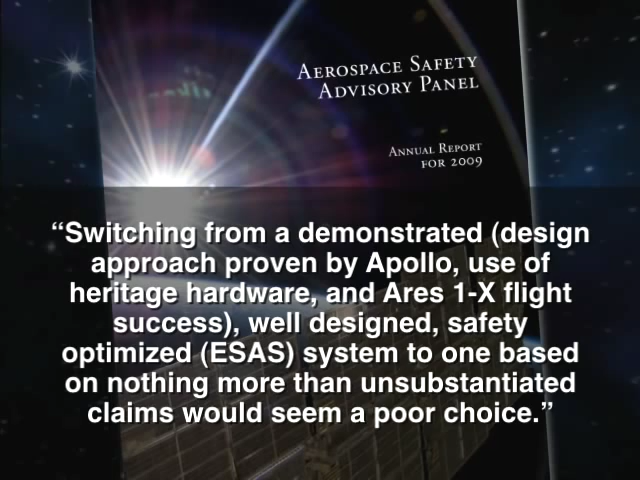 AEROSPACE SAFETY
ADVISORY PANEL
ANNUAL REPORT
FOR 2009
“Switching from a demonstrated (design
approach proven by Apollo, use of
heritage hardware, and Ares 1-X flight
success), well designed, safety
optimized (ESAS) system to one based
on nothing more than unsubstantiated
claims would seem a poor choice.”